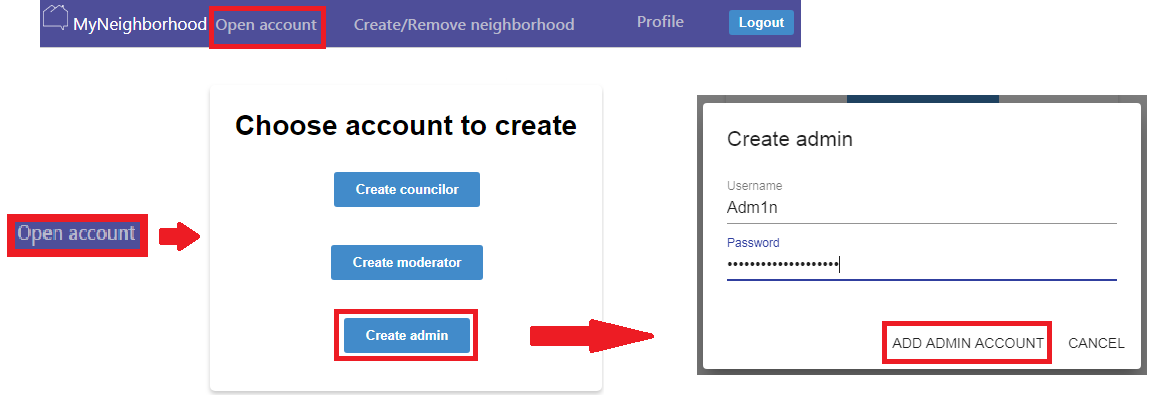 MyNeighborhood Open account Create/Remove neighborhood Profile Logout
Choose account to create
Create councilor
Open account
Create moderator
Create admin
Create admin
Username
Adm1n
Password
••••••••••••••••••••
ADD ADMIN ACCOUNT CANCEL